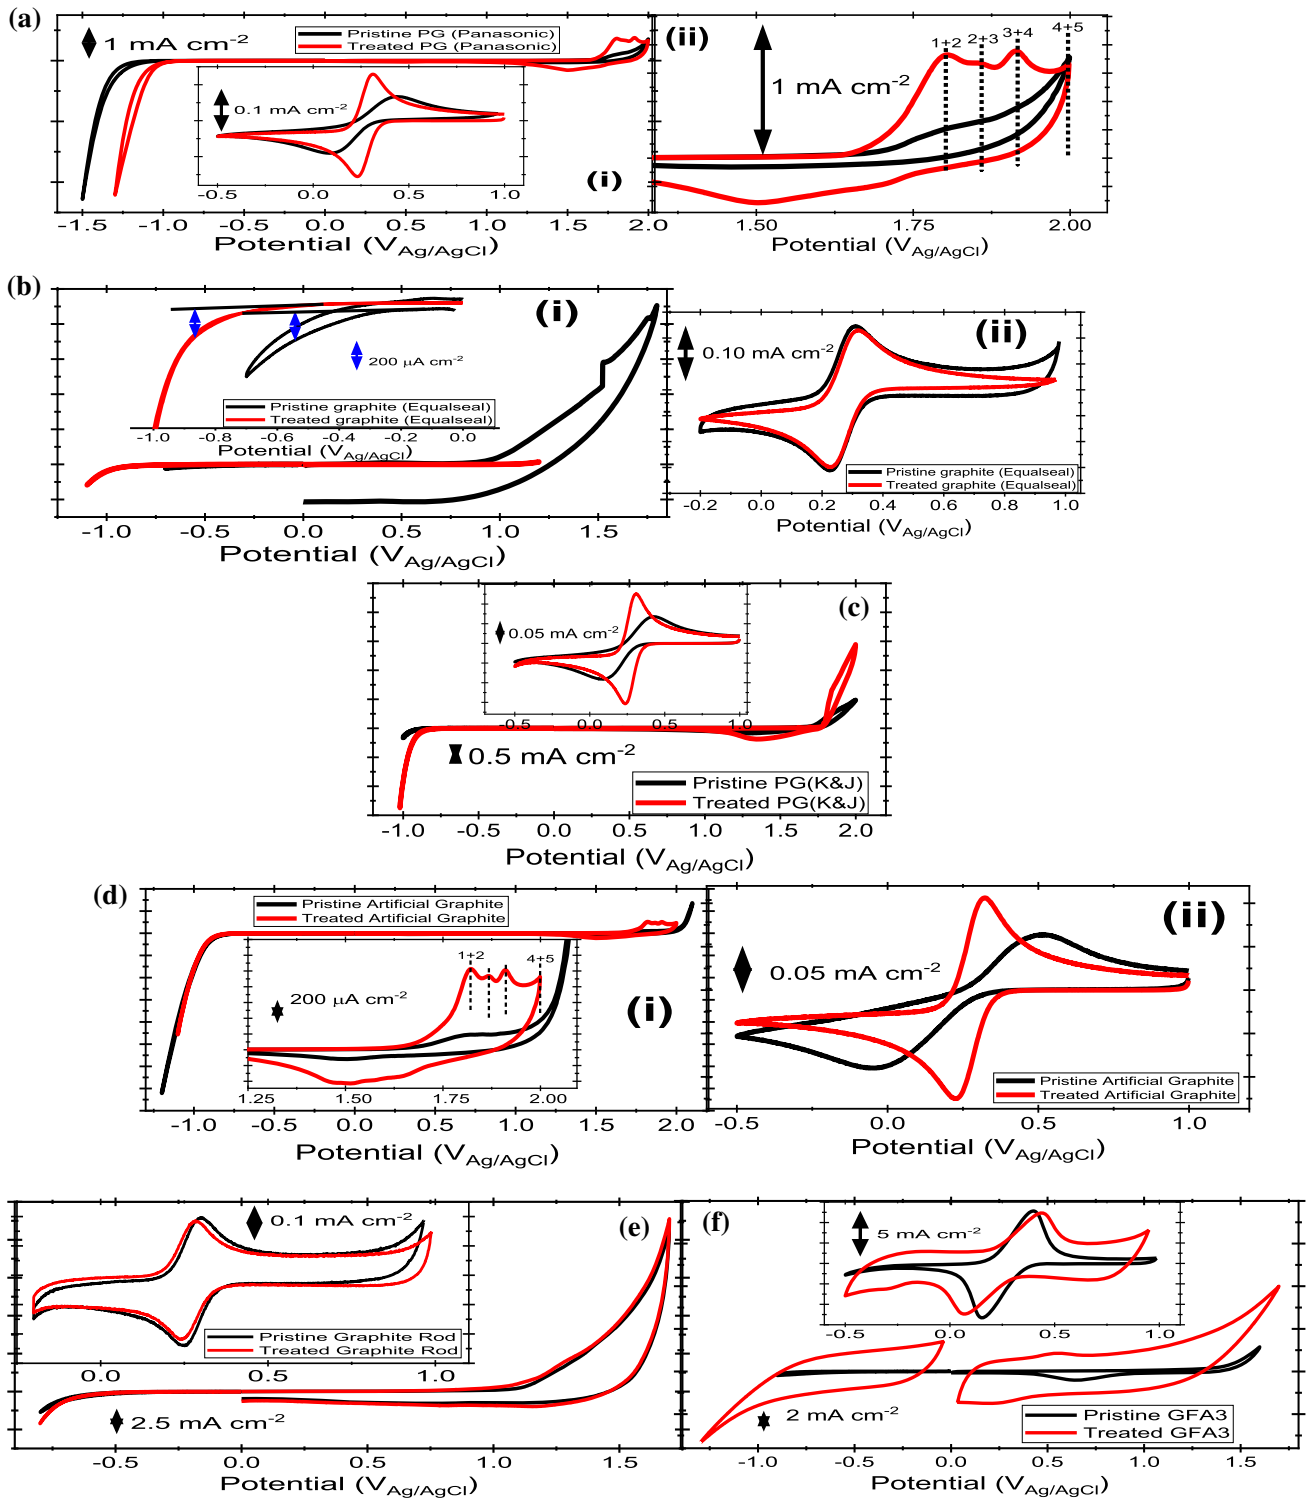 (a)
1 mA cm-2
Pristine PG (Panasonic)
Treated PG (Panasonic)
0.1 mA cm-2
-0.5 0.0 0.5 1.0
(i)
-1.5 -1.0 -0.5 0.0 0.5 1.0 1.5 2.0
Potential (VAg/AgCl)
(ii)
1+2 2+3 3+4 4+5
1 mA cm-2
1.50 1.75 2.00
Potential (VAg/AgCl)
(b)
(i)
200 µA cm-2
Pristine graphite (Equalseal)
Treated graphite (Equalseal)
-1.0 -0.8 -0.6 -0.4 -0.2 0.0
Potential (VAg/AgCl)
-1.0 -0.5 0.0 0.5 1.0 1.5
Potential (VAg/AgCl)
(ii)
0.10 mA cm-2
Pristine graphite (Equalseal)
Treated graphite (Equalseal)
-0.2 0.0 0.2 0.4 0.6 0.8 1.0
Potential (VAg/AgCl)
(c)
0.05 mA cm-2
-0.5 0.0 0.5 1.0
0.5 mA cm-2
Pristine PG(K&J)
Treated PG(K&J)
-1.0 -0.5 0.0 0.5 1.0 1.5 2.0
Potential (VAg/AgCl)
(d)
Pristine Artificial Graphite
Treated Artificial Graphite
1+2 4+5
200 µA cm-2
(i)
1.25 1.50 1.75 2.00
-1.0 -0.5 0.0 0.5 1.0 1.5 2.0
Potential (VAg/AgCl)
(ii)
0.05 mA cm-2
Pristine Artificial Graphite
Treated Artificial Graphite
-0.5 0.0 0.5 1.0
Potential (VAg/AgCl)
(e)
0.1 mA cm-2
Pristine Graphite Rod
Treated Graphite Rod
0.0 0.5 1.0
2.5 mA cm-2
-0.5 0.0 0.5 1.0 1.5
Potential (VAg/AgCl)
(f)
5 mA cm-2
-0.5 0.0 0.5 1.0
2 mA cm-2
Pristine GFA3
Treated GFA3
-1.0 -0.5 0.0 0.5 1.0 1.5
Potential (VAg/AgCl)